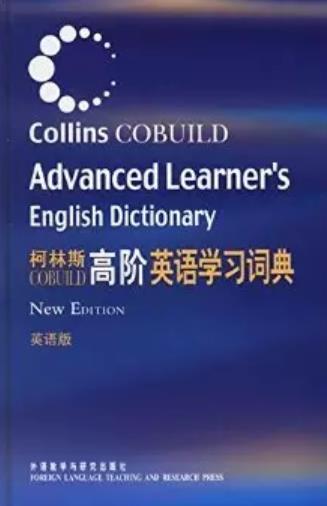 Collins COBUILD
Advanced Learner's
English Dictionary
柯林斯
COBUILD 高阶 英语学习词典
New Edition
英语版
外语教学与研究出版社
FOREIGN LANGUAGE TEACHING AND RESEARCH PRESS